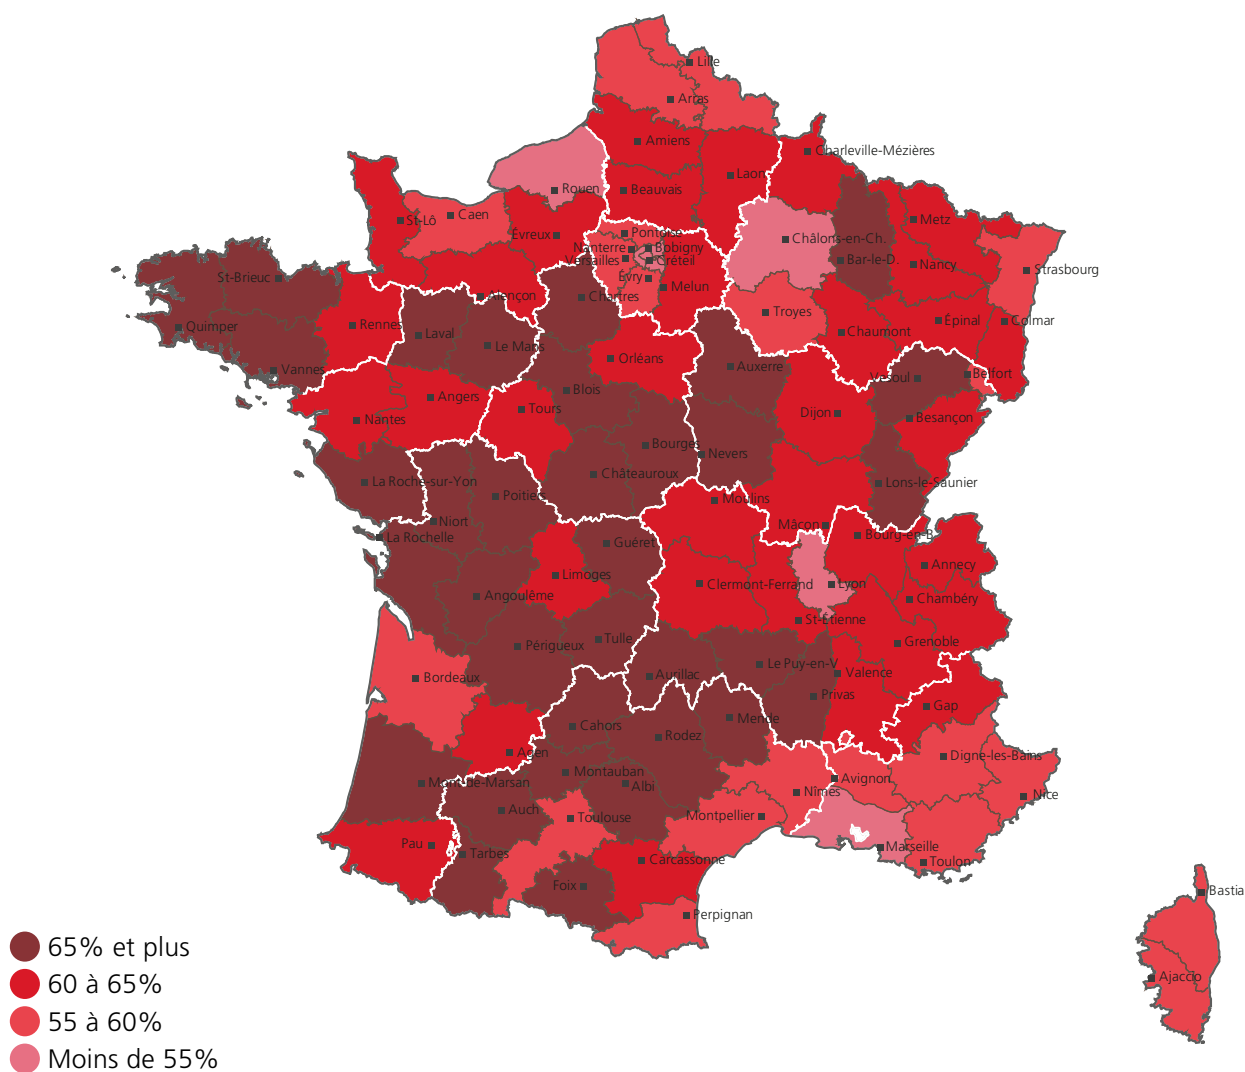 Lille
Arras
Amiens
Charleville-Mézières
Laon
Rouen
Beauvais
Caen
St-Lô
Metz
Évreux
Pontoise
Châlons-en-Ch.
Nanterre
Bobigny
Versailles
Créteil
Bar-le-D.
Nancy
Strasbourg
St-Brieuc
Évry
Melun
Alençon
Chartres
Troyes
Épinal
Colmar
Quimper
Rennes
Laval
Chaumont
Le Mans
Orléans
Vannes
Auxerre
Vesoul
Belfort
Blois
Angers
Tours
Dijon
Besançon
Nantes
Bourges
Nevers
Châteauroux
La Roche-sur-Yon
Lons-le-Saunier
Poitiers
Moulins
Niort
Mâcon
La Rochelle
Bourg-en-B
Guéret
Annecy
Limoges
Clermont-Ferrand
Lyon
Angoulême
Chambéry
St-Étienne
Tulle
Grenoble
Périgueux
Le Puy-en-V
Aurillac
Valence
Bordeaux
Privas
Gap
Mende
Cahors
Rodez
Agen
Digne-les-Bains
Montauban
Avignon
Mont-de-Marsan
Albi
Nîmes
Nice
Auch
Toulouse
Montpellier
Pau
Marseille
Tarbes
Carcassonne
Toulon
Foix
Bastia
Perpignan
Ajaccio
65% et plus
60 à 65%
55 à 60%
Moins de 55%